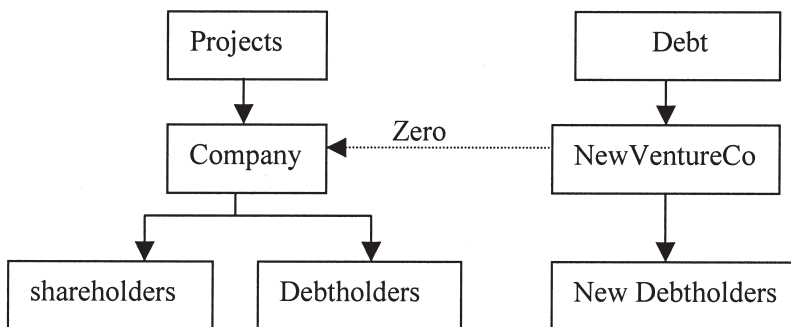 Projects
Debt
Zero
Company
NewVentureCo
shareholders
Debtholders
New Debtholders